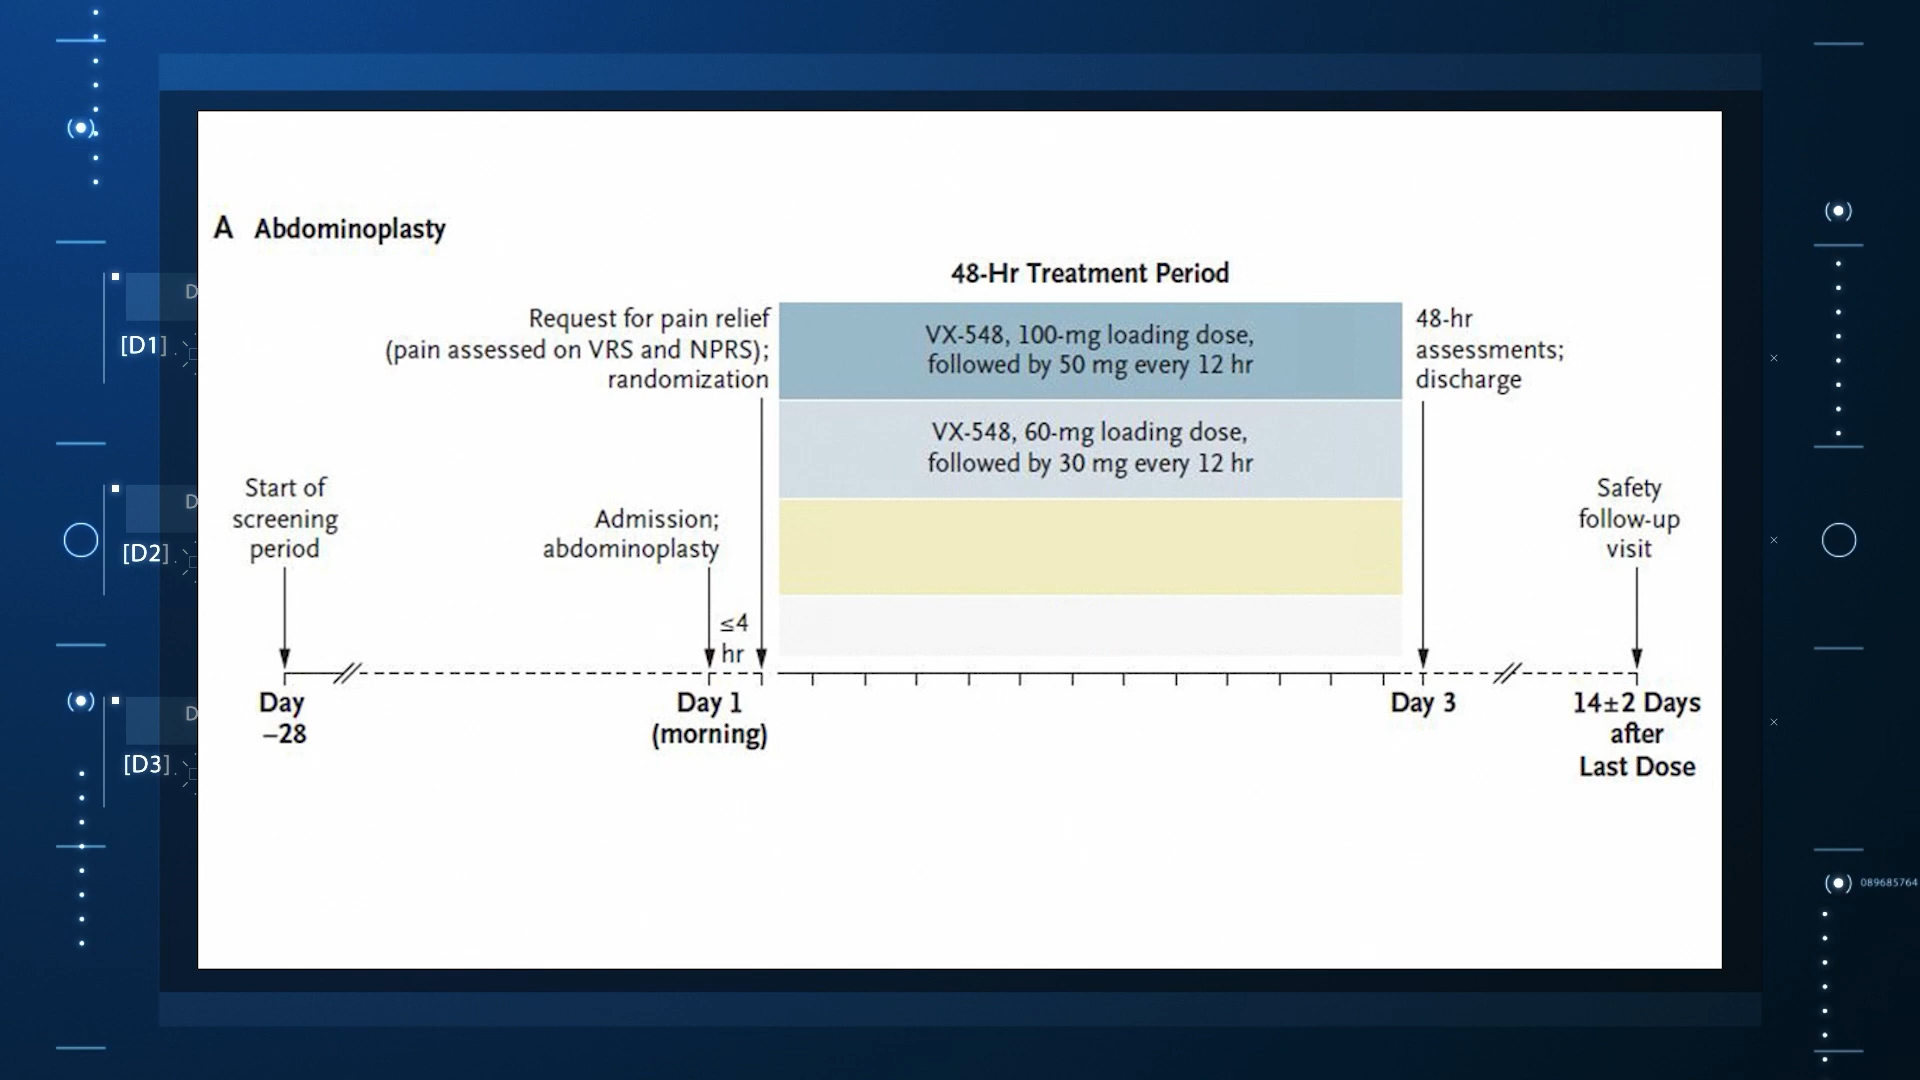 A Abdominoplasty
48-Hr Treatment Period
Request for pain relief
(pain assessed on VRS and NPRS);
randomization
VX-548, 100-mg loading dose,
followed by 50 mg every 12 hr
48-hr
assessments;
discharge
VX-548, 60-mg loading dose,
followed by 30 mg every 12 hr
Start of
screening
period
Admission;
abdominoplasty
≤4
hr
Safety
follow-up
visit
Day
−28
Day 1
(morning)
Day 3
14±2 Days
after
Last Dose
D
[D1]
D
[D2]
D
[D3]
089685764